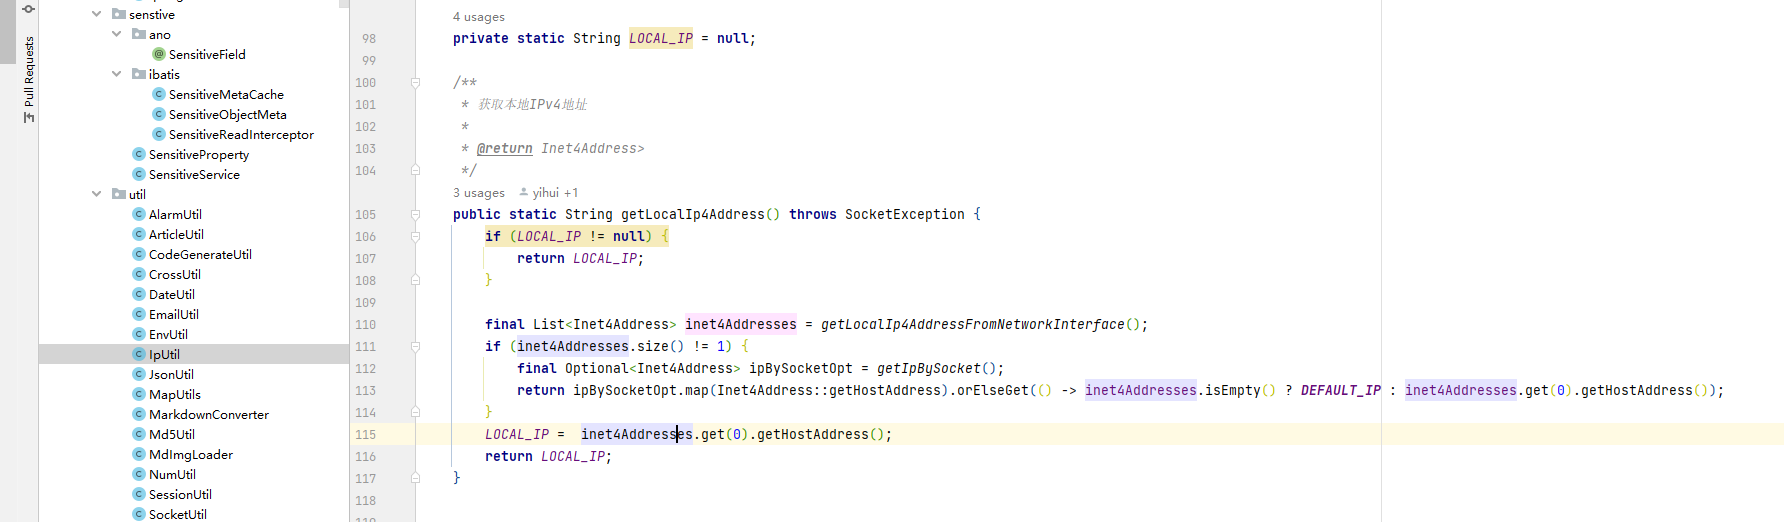 Pull Requests
senstive
ano
SensitiveField
ibatis
SensitiveMetaCache
SensitiveObjectMeta
SensitiveReadInterceptor
SensitiveProperty
SensitiveService
util
AlarmUtil
ArticleUtil
CodeGenerateUtil
CrossUtil
DateUtil
EmailUtil
EnvUtil
IpUtil
JsonUtil
MapUtils
MarkdownConverter
Md5Util
MdImgLoader
NumUtil
SessionUtil
SocketUtil
4 usages
98 private static String LOCAL_IP = null;
99
100 /**
101 * 获取本地IPv4地址
102 *
103 * @return Inet4Address>
104 */
3 usages yihui +1
105 public static String getLocalIp4Address() throws SocketException {
106 if (LOCAL_IP != null) {
107 return LOCAL_IP;
108 }
109
110 final List<Inet4Address> inet4Addresses = getLocalIp4AddressFromNetworkInterface();
111 if (inet4Addresses.size() != 1) {
112 final Optional<Inet4Address> ipBySocketOpt = getIpBySocket();
113 return ipBySocketOpt.map(Inet4Address::getHostAddress).orElseGet(() -> inet4Addresses.isEmpty() ? DEFAULT_IP : inet4Addresses.get(0).getHostAddress());
114 }
115 LOCAL_IP =  inet4Addresses.get(0).getHostAddress();
116 return LOCAL_IP;
117 }
118